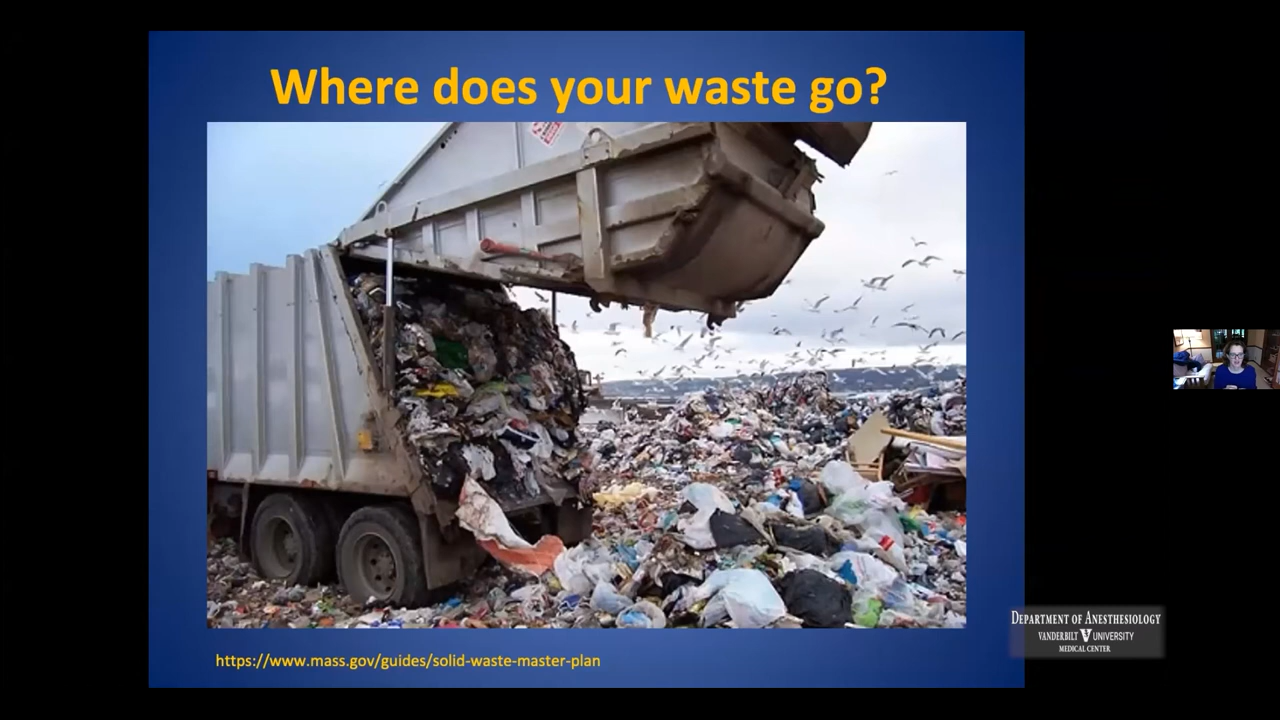 Where does your waste go?
https://www.mass.gov/guides/solid-waste-master-plan
DEPARTMENT OF ANESTHESIOLOGY
VANDERBILT UNIVERSITY
MEDICAL CENTER